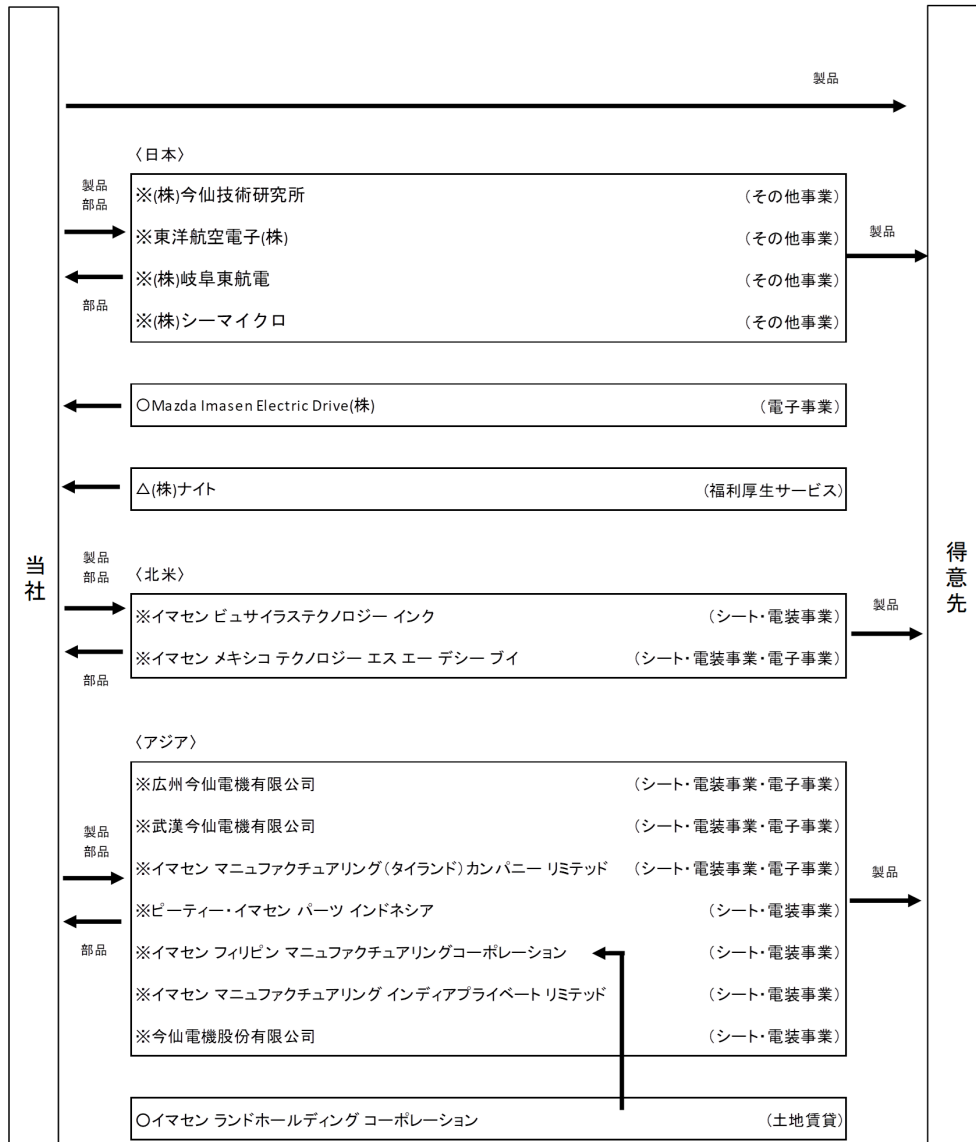 製品
〈日本〉
製品
部品
※(株)今仙技術研究所 (その他事業)
※東洋航空電子(株) (その他事業)
製品
※(株)岐阜東航電 (その他事業)
部品
※(株)シーマイクロ (その他事業)
○Mazda Imasen Electric Drive(株) (電子事業)
△(株)ナイト (福利厚生サービス)
当社
得意先
製品
部品
〈北米〉
※イマセン ビュサイラステクノロジー インク (シート・電装事業)
製品
※イマセン メキシコ テクノロジー エス エー デシー ブイ (シート・電装事業・電子事業)
部品
〈アジア〉
※広州今仙電機有限公司 (シート・電装事業・電子事業)
※武漢今仙電機有限公司 (シート・電装事業・電子事業)
製品
部品
※イマセン マニュファクチュアリング(タイランド)カンパニー リミテッド (シート・電装事業・電子事業)
製品
※ピーティー・イマセン パーツ インドネシア (シート・電装事業)
部品
※イマセン フィリピン マニュファクチュアリングコーポレーション (シート・電装事業)
※イマセン マニュファクチュアリング インディアプライベート リミテッド (シート・電装事業)
※今仙電機股份有限公司 (シート・電装事業)
○イマセン ランドホールディング コーポレーション (土地賃貸)